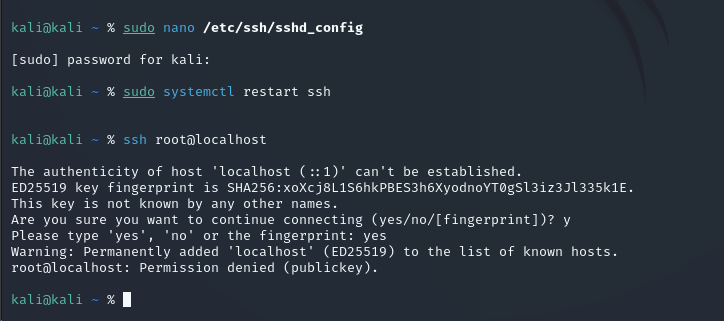 kali@kali ~ % sudo nano /etc/ssh/sshd_config
[sudo] password for kali:
kali@kali ~ % sudo systemctl restart ssh
kali@kali ~ % ssh root@localhost
The authenticity of host 'localhost (::1)' can't be established.
ED25519 key fingerprint is SHA256:xoXcj8L1S6hkPBES3h6XyodnoYT0gSl3iz3Jl335k1E.
This key is not known by any other names.
Are you sure you want to continue connecting (yes/no/[fingerprint])? y
Please type 'yes', 'no' or the fingerprint: yes
Warning: Permanently added 'localhost' (ED25519) to the list of known hosts.
root@localhost: Permission denied (publickey).
kali@kali ~ %